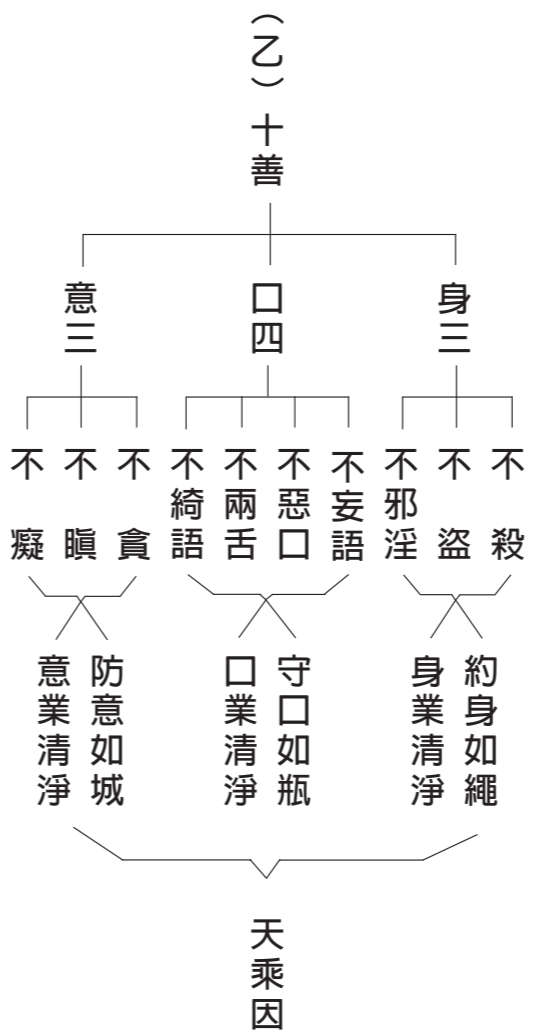 （乙）十善
身三
口四
意三
不殺
不盜
不邪淫
不妄語
不惡口
不兩舌
不綺語
不貪
不瞋
不癡
約身如繩
身業清淨
守口如瓶
口業清淨
防意如城
意業清淨
天乘因